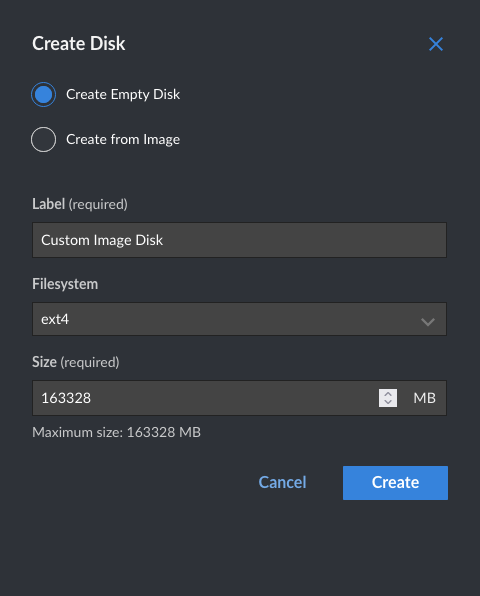 Create Disk
Create Empty Disk
Create from Image
Label (required)
Custom Image Disk
Filesystem
ext4
Size (required)
163328 MB
Maximum size: 163328 MB
Cancel Create